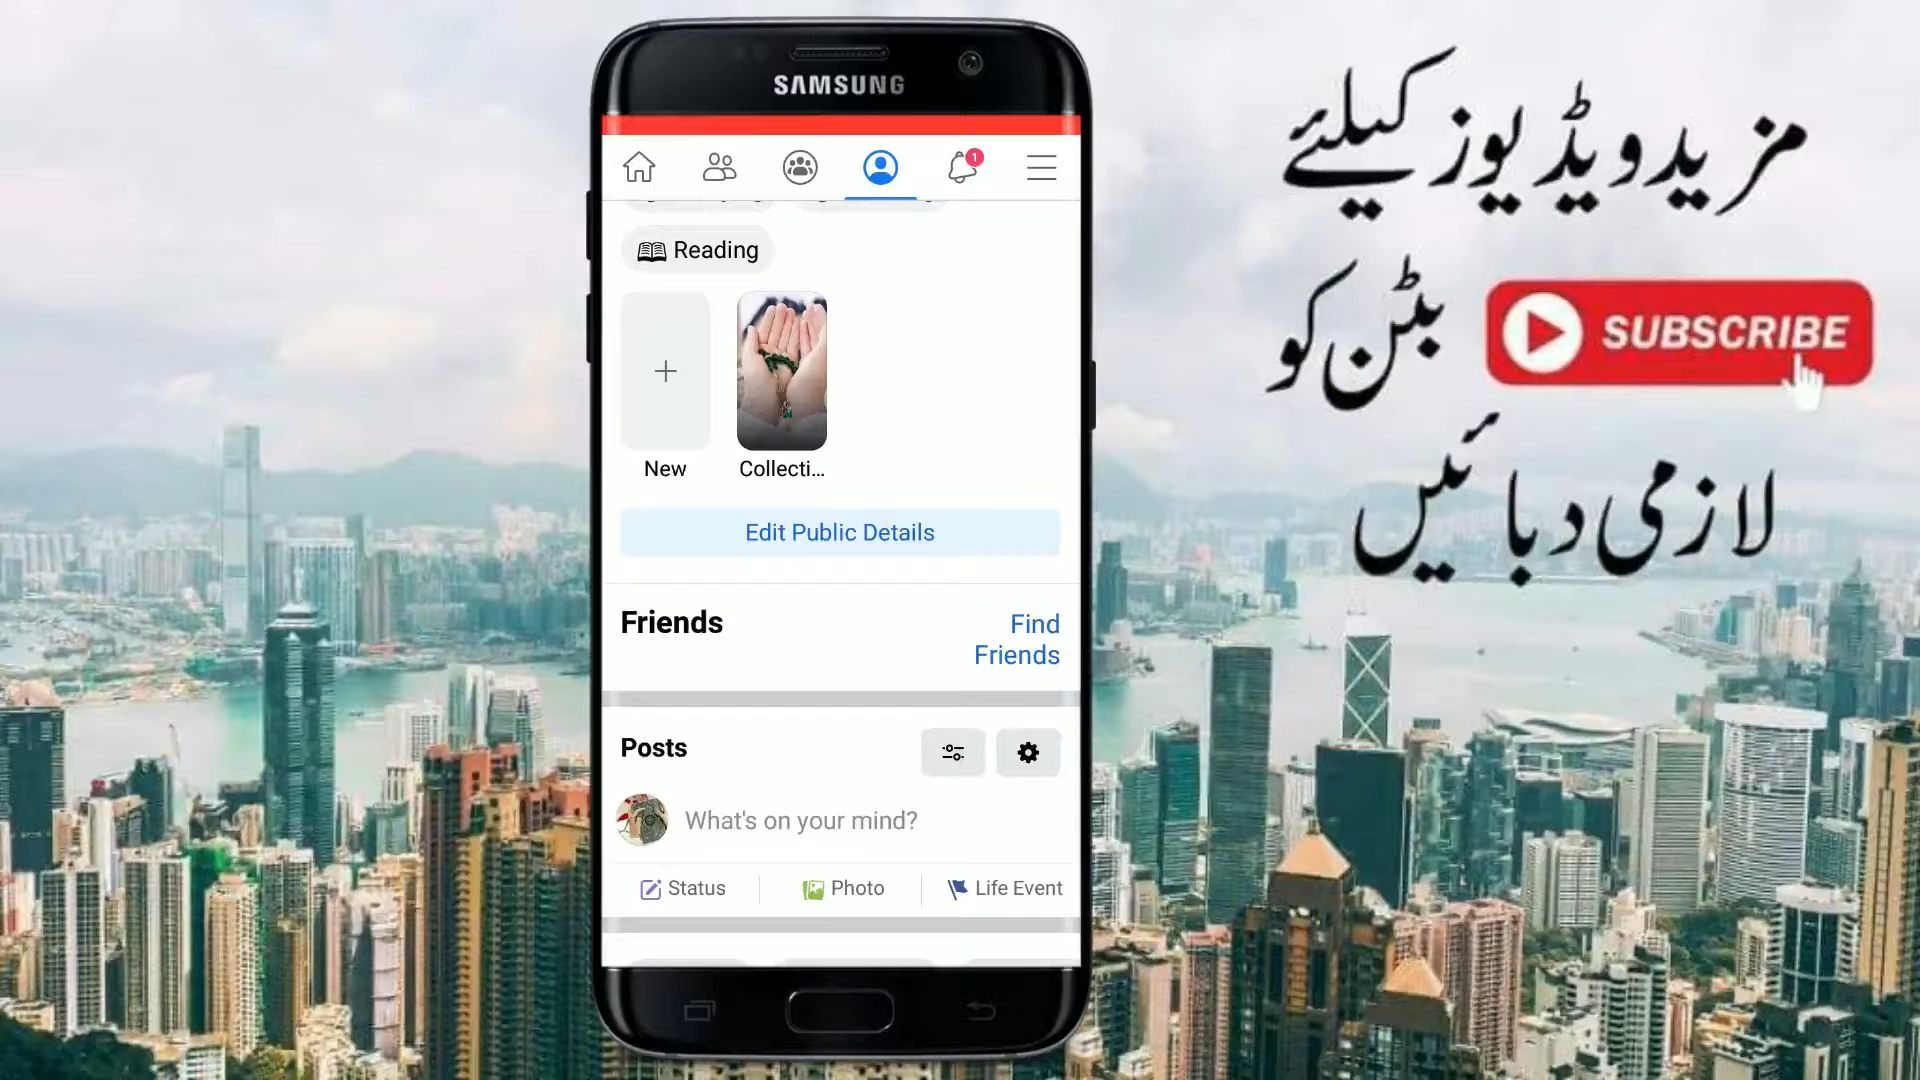 SAMSUNG
1
Reading
New
Collecti...
Edit Public Details
Friends
Find
Friends
Posts
What's on your mind?
Status
Photo
Life Event
مزید ویڈیوز کیلئے
SUBSCRIBE بٹن کو
لازمی دبائیں